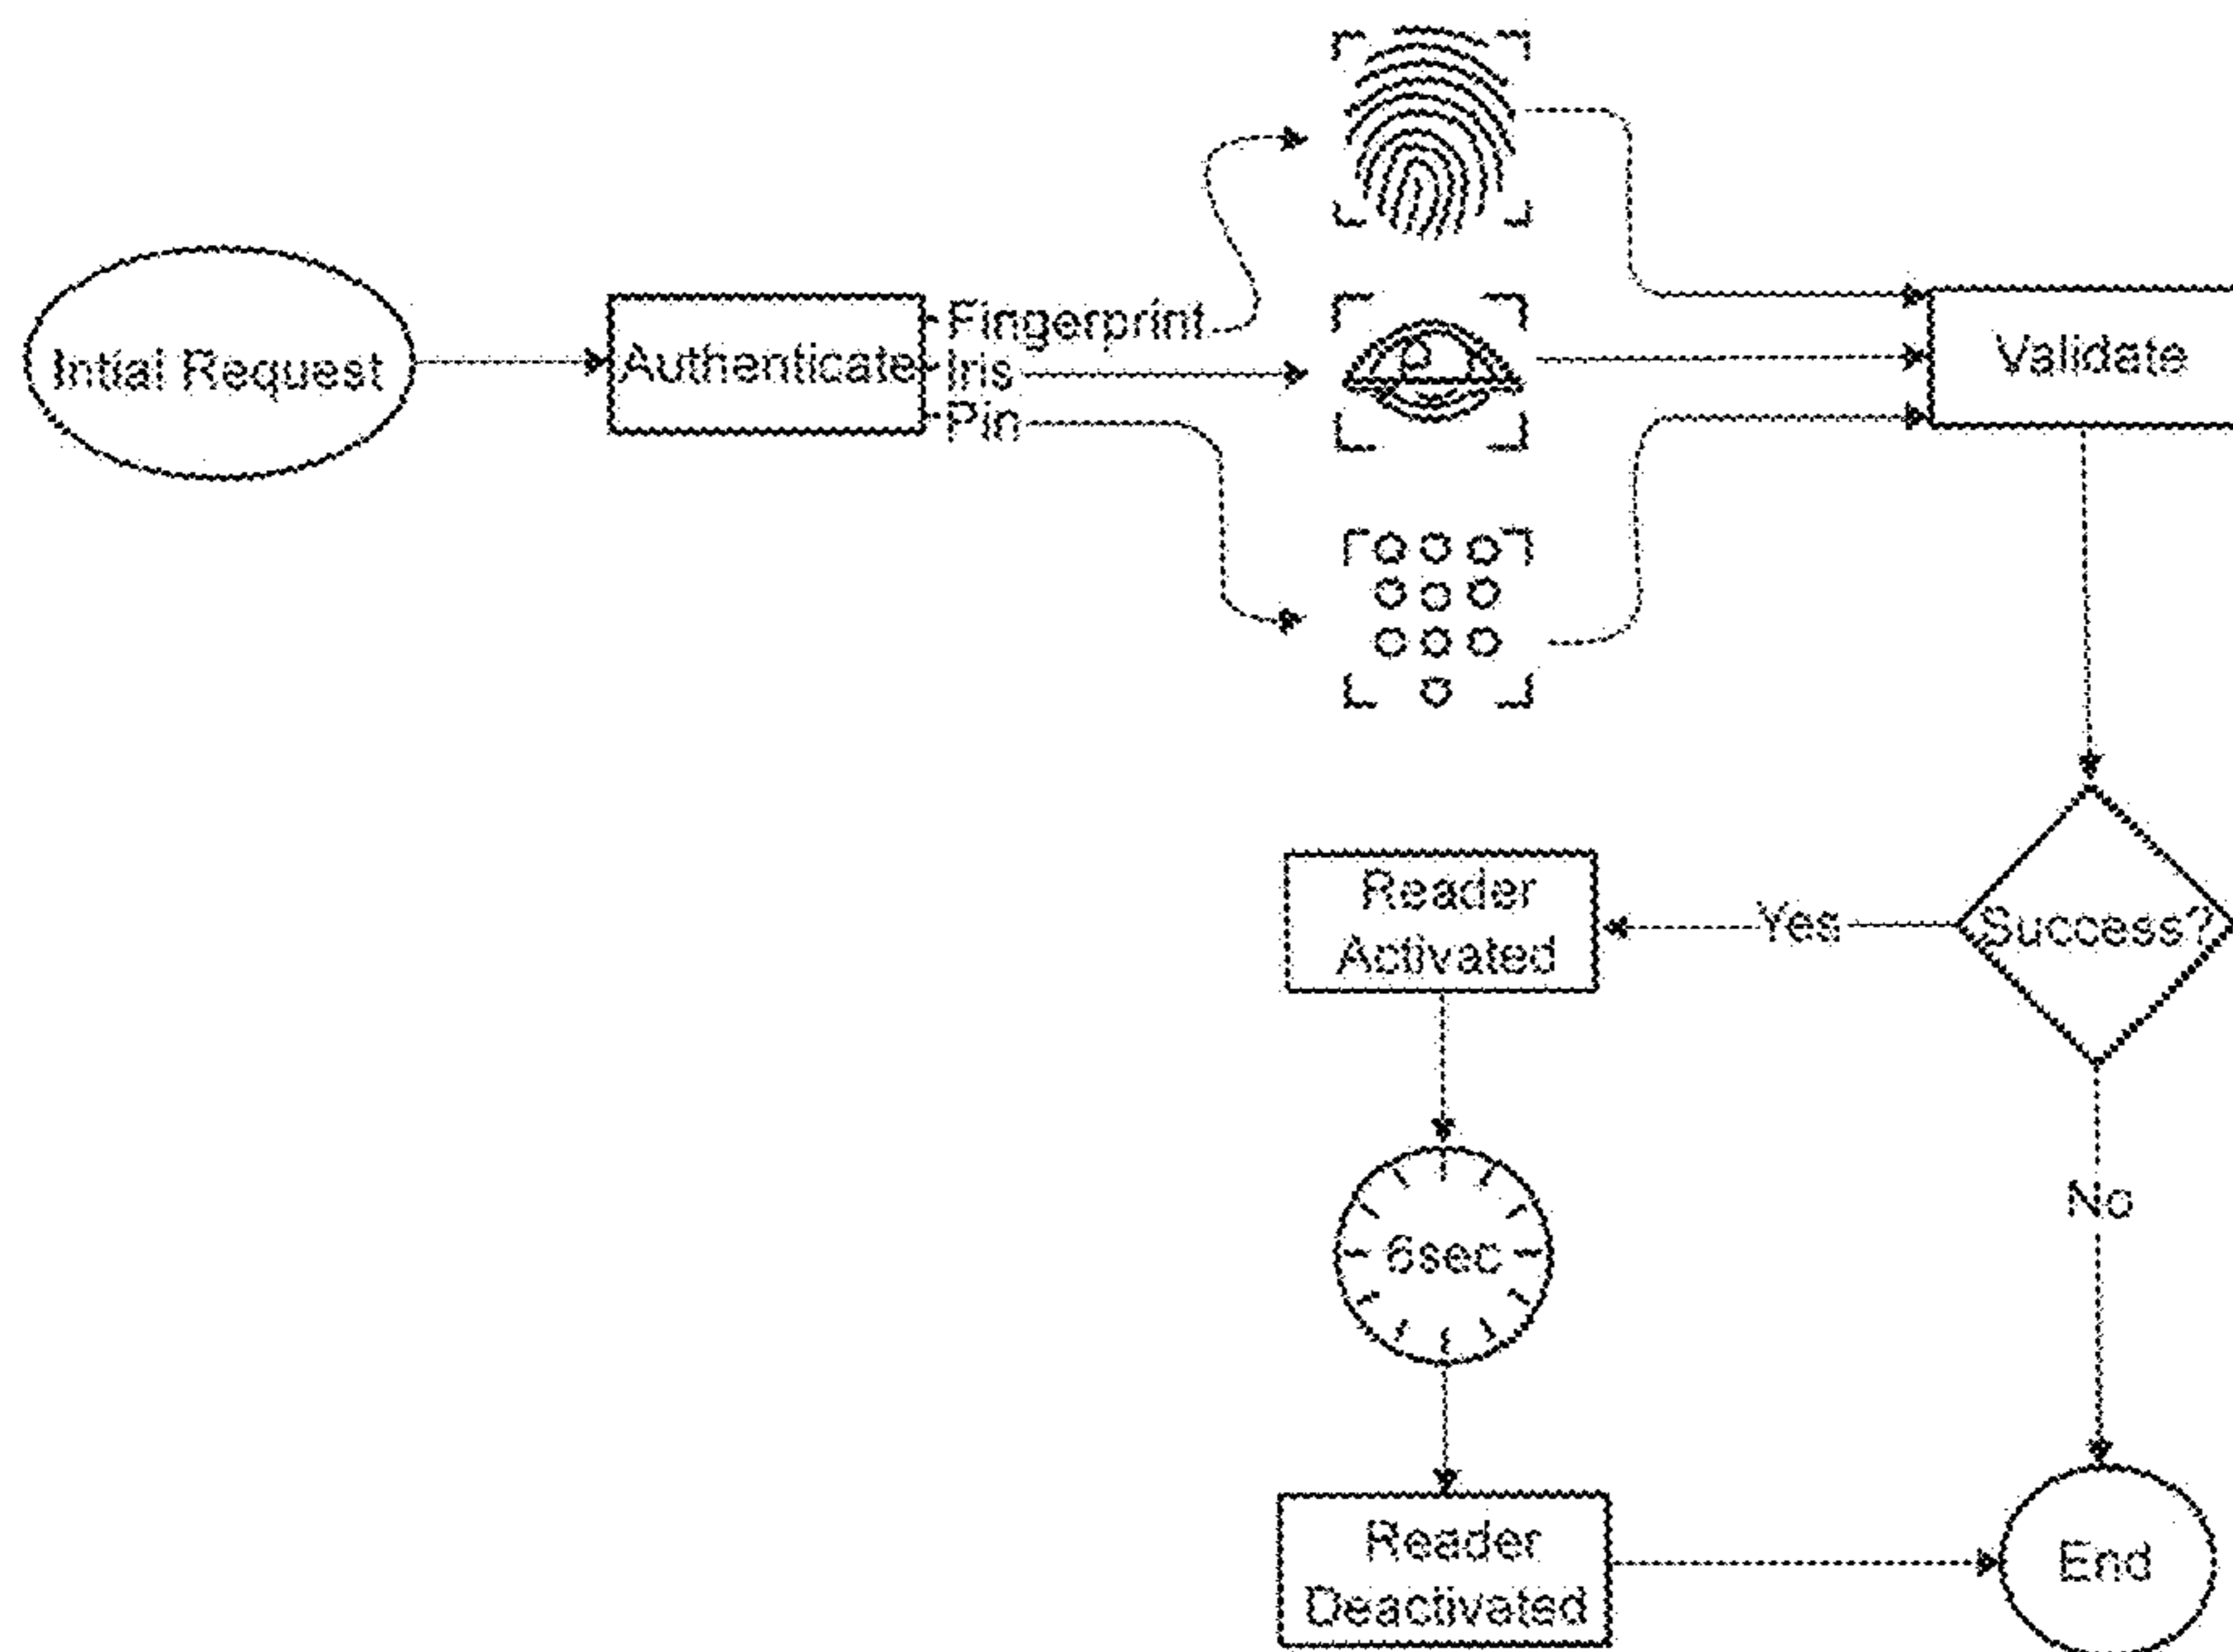 Intial Request
Authenticate
Fingerprint
Iris
Pin
Validate
Success?
Yes
No
Reader
Activated
6sec
Reader
Deactivated
End